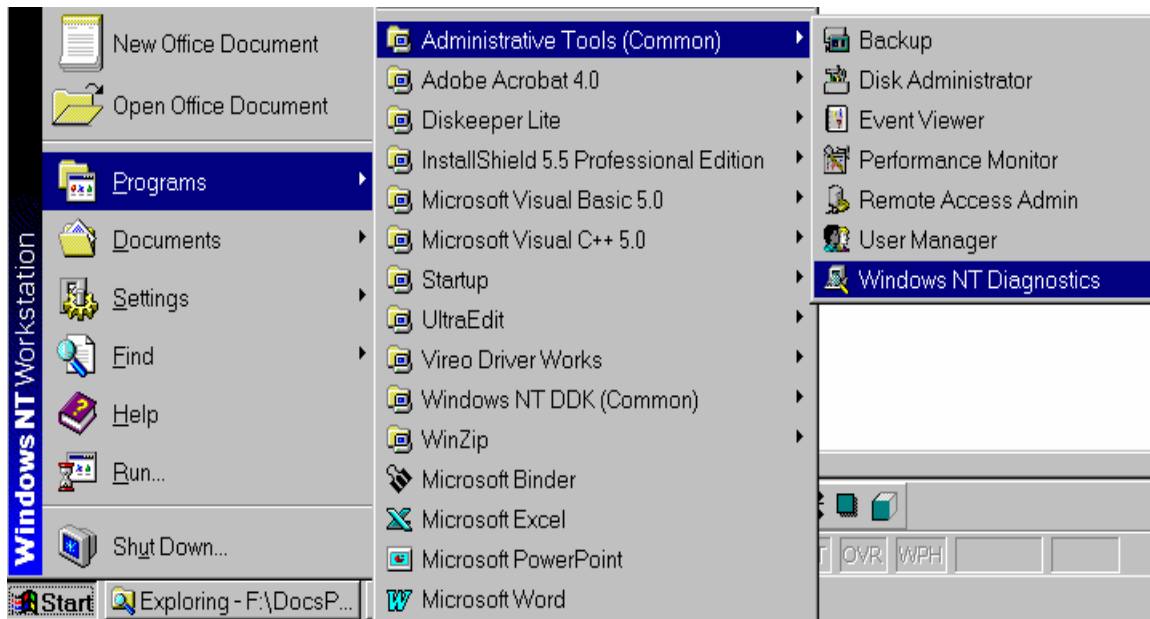 New Office Document
Open Office Document
Programs
Documents
Settings
Find
Help
Run...
Shut Down...
Windows NT Workstation
Start
Exploring - F:\DocsP...
Administrative Tools (Common)
Adobe Acrobat 4.0
Diskeeper Lite
InstallShield 5.5 Professional Edition
Microsoft Visual Basic 5.0
Microsoft Visual C++ 5.0
Startup
UltraEdit
Vireo Driver Works
Windows NT DDK (Common)
WinZip
Microsoft Binder
Microsoft Excel
Microsoft PowerPoint
Microsoft Word
Backup
Disk Administrator
Event Viewer
Performance Monitor
Remote Access Admin
User Manager
Windows NT Diagnostics
OVR WPH